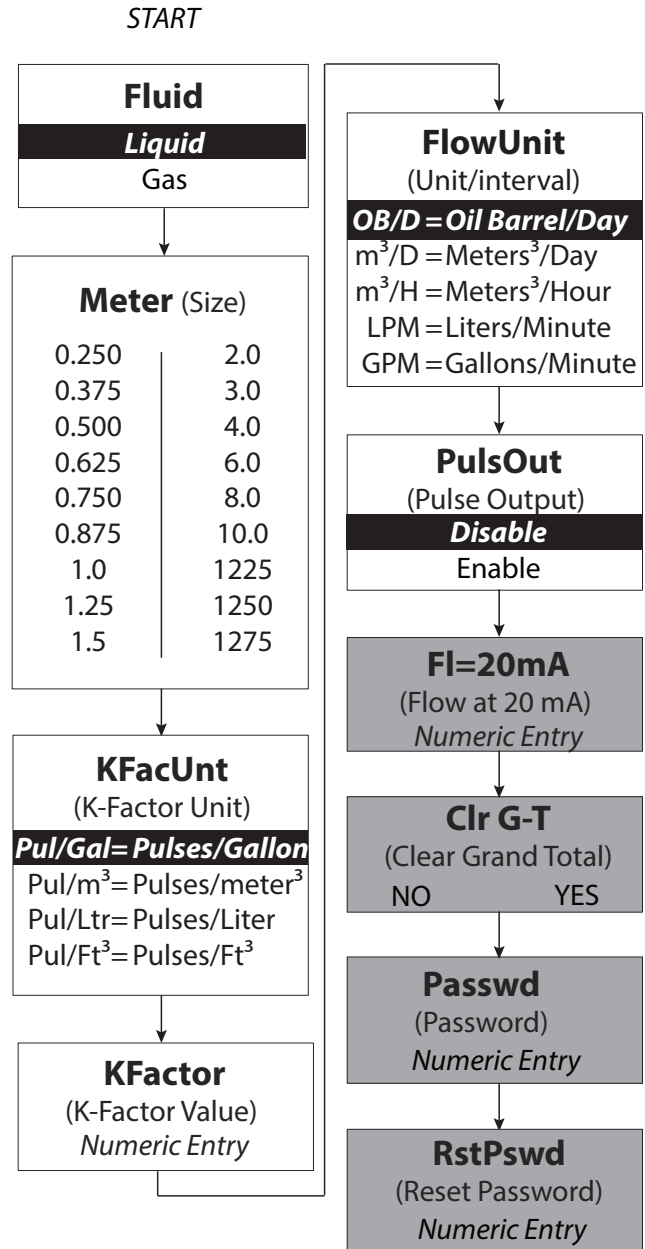 START
Fluid
Liquid
Gas
Meter (Size)
0.250 2.0
0.375 3.0
0.500 4.0
0.625 6.0
0.750 8.0
0.875 10.0
1.0 1225
1.25 1250
1.5 1275
KFacUnt
(K-Factor Unit)
Pul/Gal= Pulses/Gallon
Pul/m³= Pulses/meter³
Pul/Ltr= Pulses/Liter
Pul/Ft³= Pulses/Ft³
KFactor
(K-Factor Value)
Numeric Entry
FlowUnit
(Unit/interval)
OB/D = Oil Barrel/Day
m³/D = Meters³/Day
m³/H = Meters³/Hour
LPM = Liters/Minute
GPM = Gallons/Minute
PulsOut
(Pulse Output)
Disable
Enable
Fl=20mA
(Flow at 20 mA)
Numeric Entry
Clr G-T
(Clear Grand Total)
NO YES
Passwd
(Password)
Numeric Entry
RstPswd
(Reset Password)
Numeric Entry